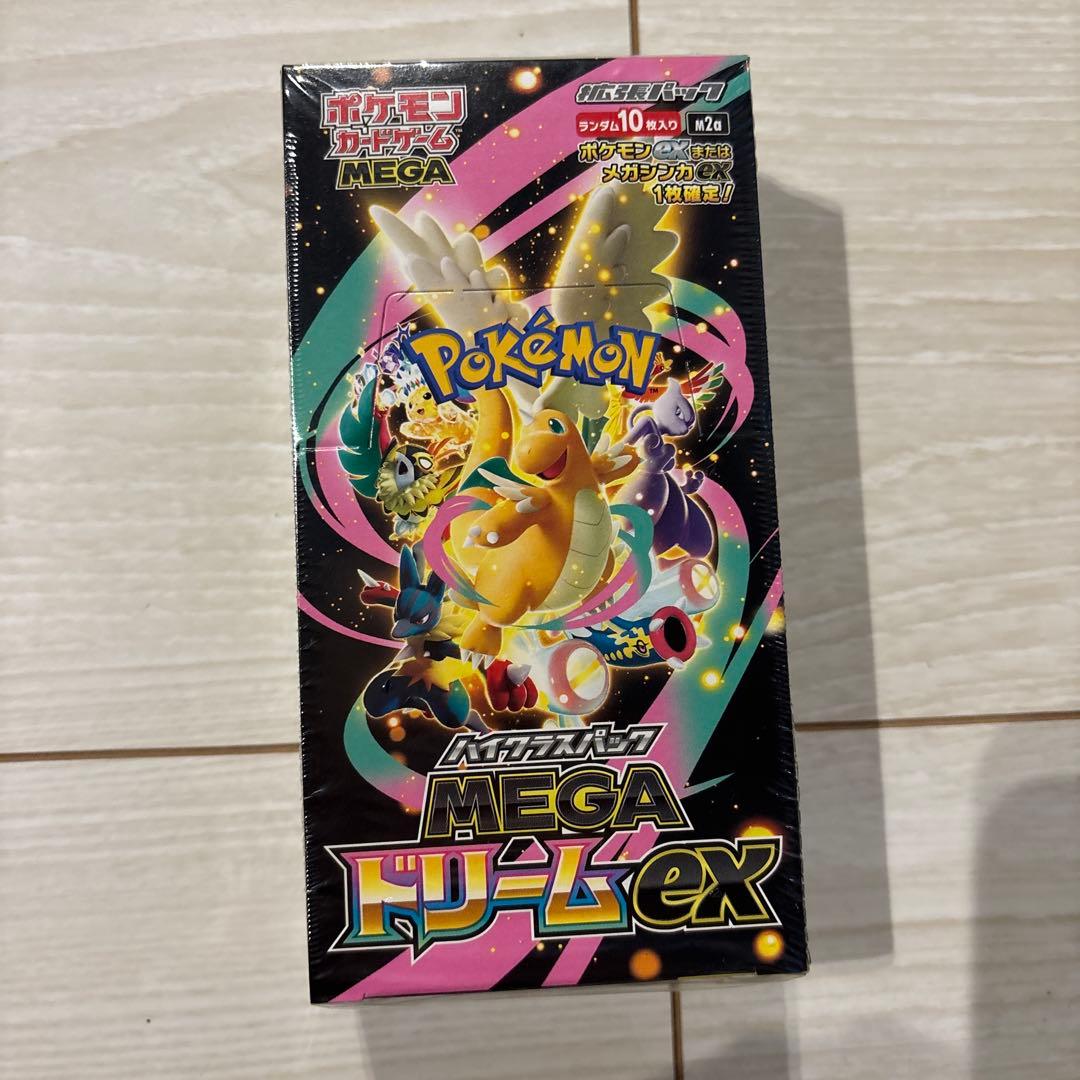 ポケモン
カードゲーム™
MEGA
拡張パック
ランダム10枚入り M2a
ポケモンexまたは
メガシンカex
1枚確定!
POKéMON™
ハイクラスパック
MEGA
ドリームex